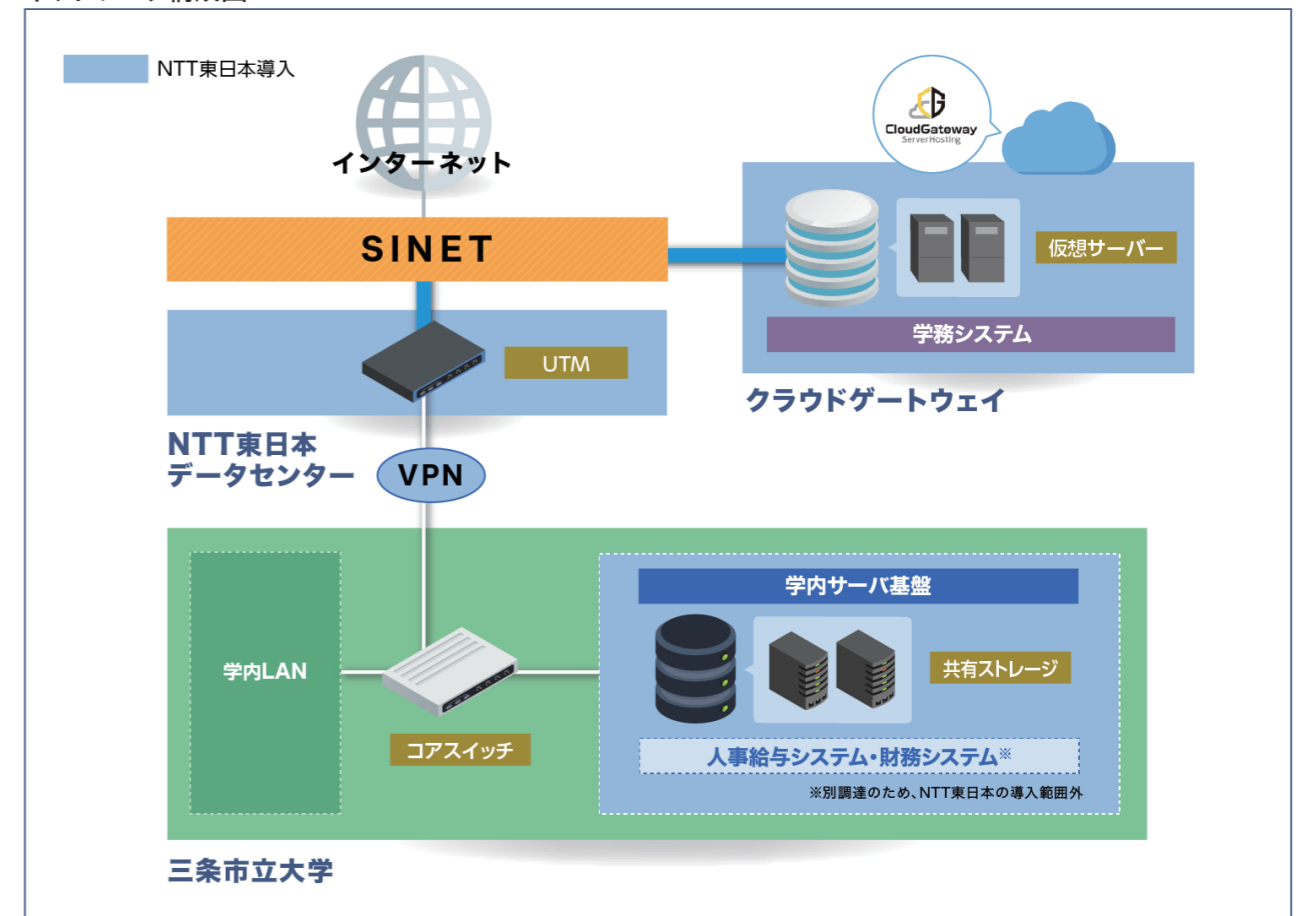 NTT東日本導入
インターネット
CloudGateway
ServerHosting
SINET
仮想サーバー
学務システム
UTM
クラウドゲートウェイ
NTT東日本
データセンター
VPN
学内サーバ基盤
学内LAN
共有ストレージ
コアスイッチ
人事給与システム・財務システム※
※別調達のため、NTT東日本の導入範囲外
三条市立大学